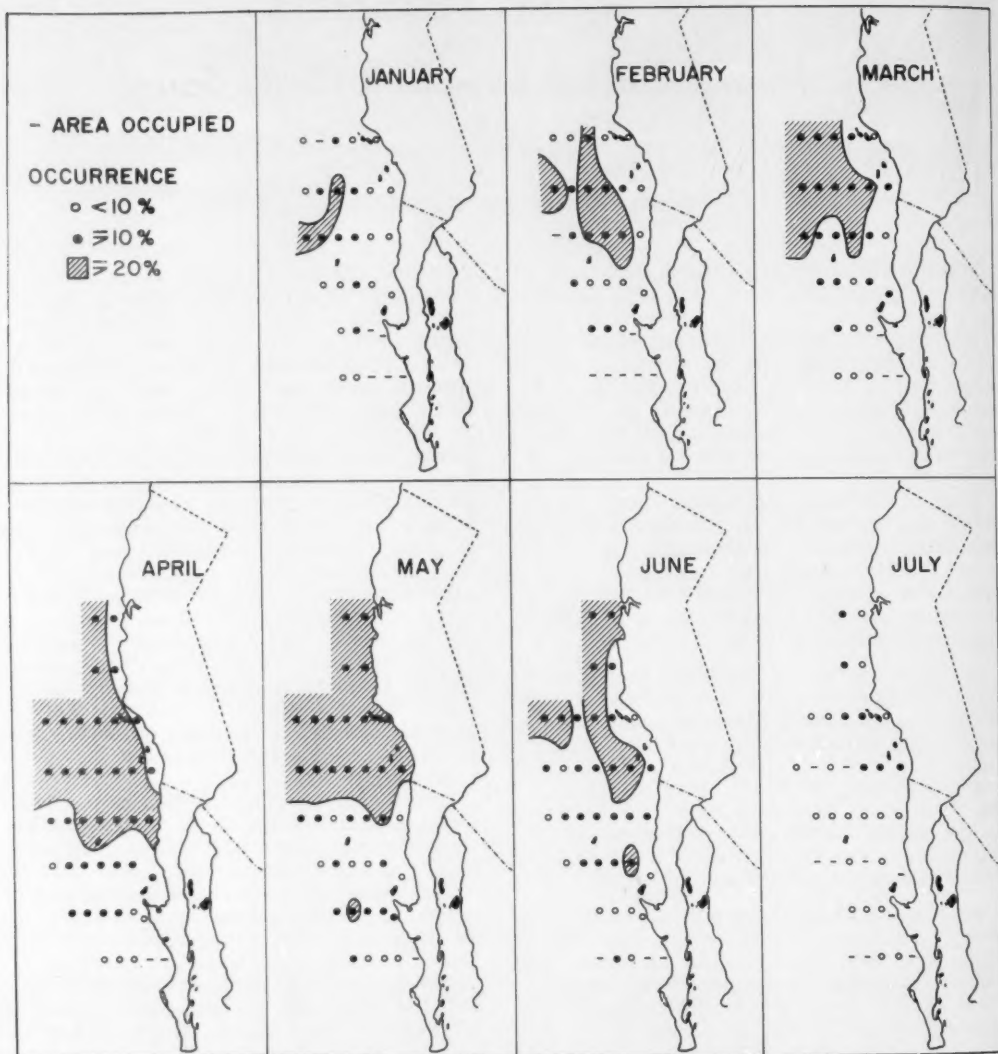 JANUARY
FEBRUARY
MARCH
- AREA OCCUPIED
OCCURRENCE
○ <10 %
● ⋝10 %
⋝20%
APRIL
MAY
JUNE
JULY